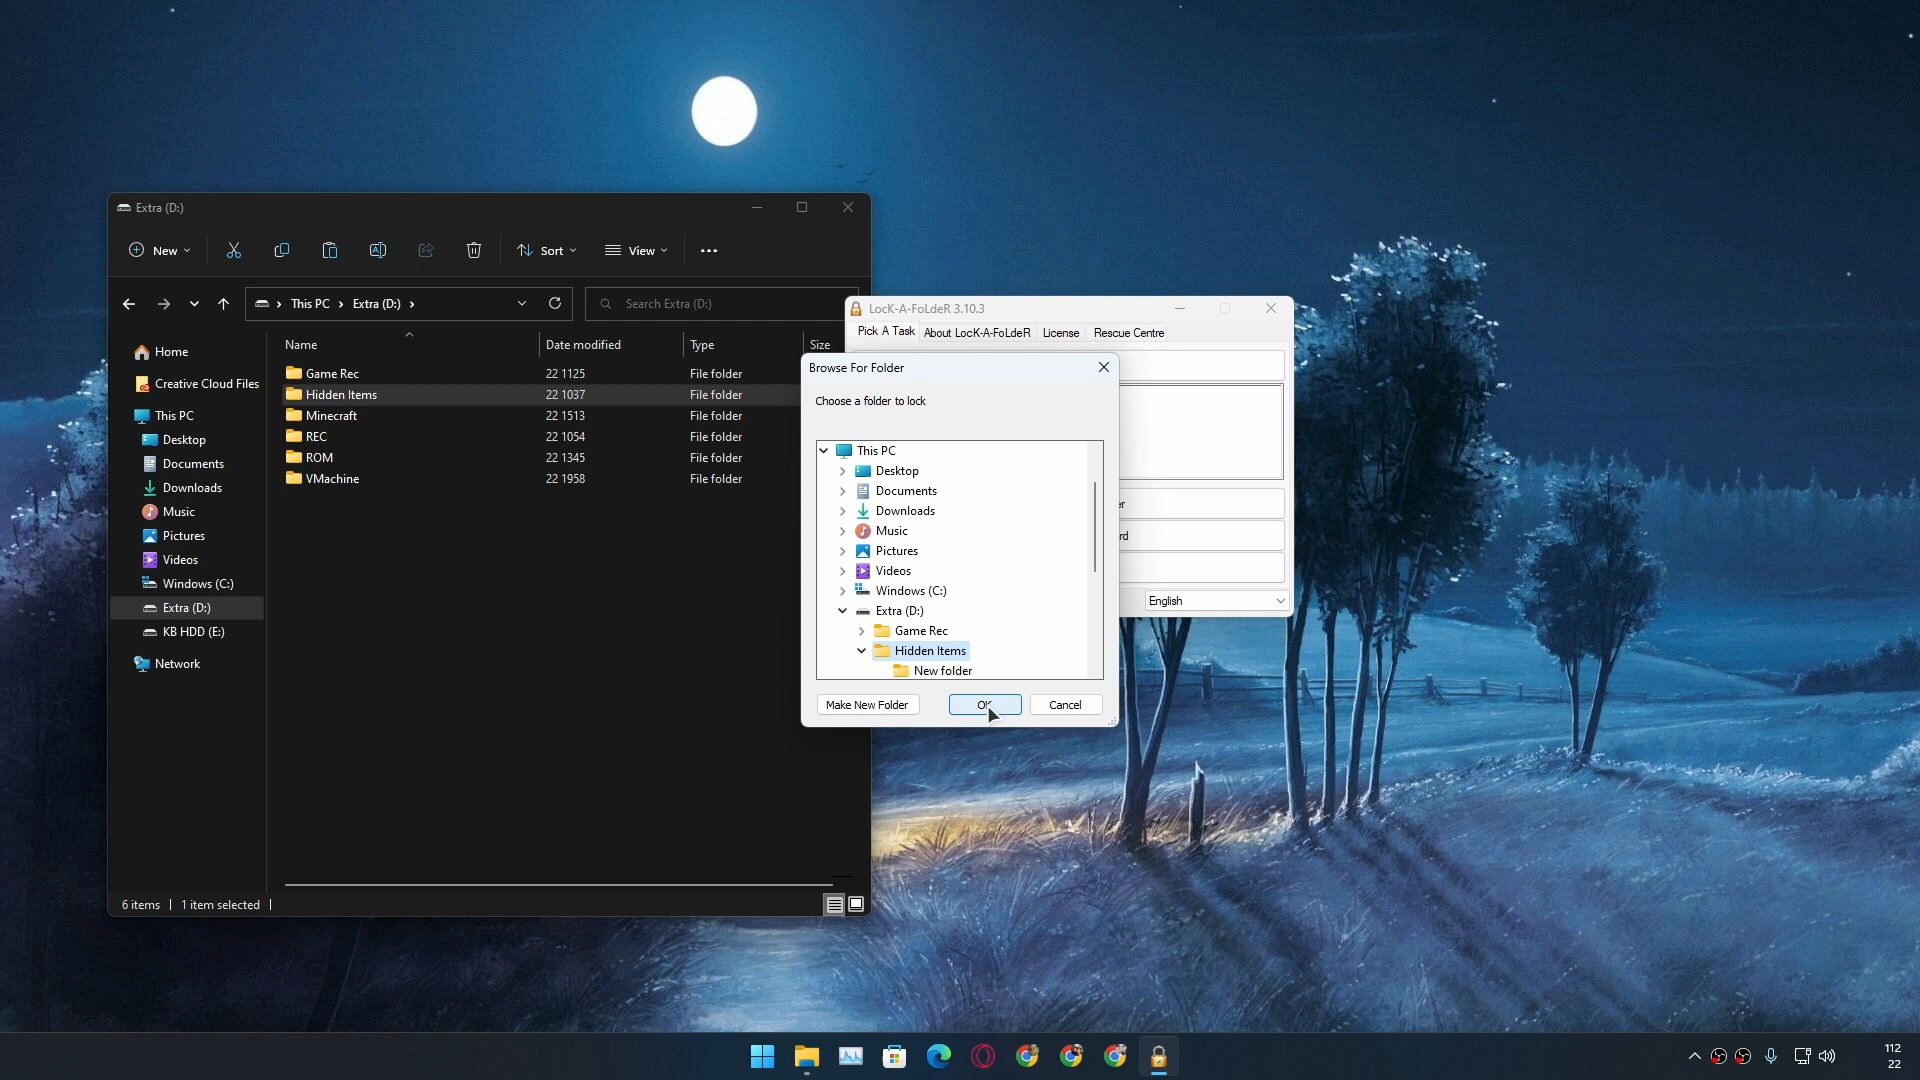 Extra (D:)
New
Sort
View
This PC
Extra (D:)
Search Extra (D:)
Name
Date modified
Type
Size
Home
Creative Cloud Files
This PC
Desktop
Documents
Downloads
Music
Pictures
Videos
Windows (C:)
Extra (D:)
KB HDD (E:)
Network
Game Rec 22 1125 File folder
Hidden Items 22 1037 File folder
Minecraft 22 1513 File folder
REC 22 1054 File folder
ROM 22 1345 File folder
VMachine 22 1958 File folder
6 items
1 item selected
LocK-A-FoLdeR 3.10.3
Pick A Task
About LocK-A-FoLdeR
License
Rescue Centre
English
Browse For Folder
Choose a folder to lock
This PC
Desktop
Documents
Downloads
Music
Pictures
Videos
Windows (C:)
Extra (D:)
Game Rec
Hidden Items
New folder
Make New Folder
OK
Cancel
112
22